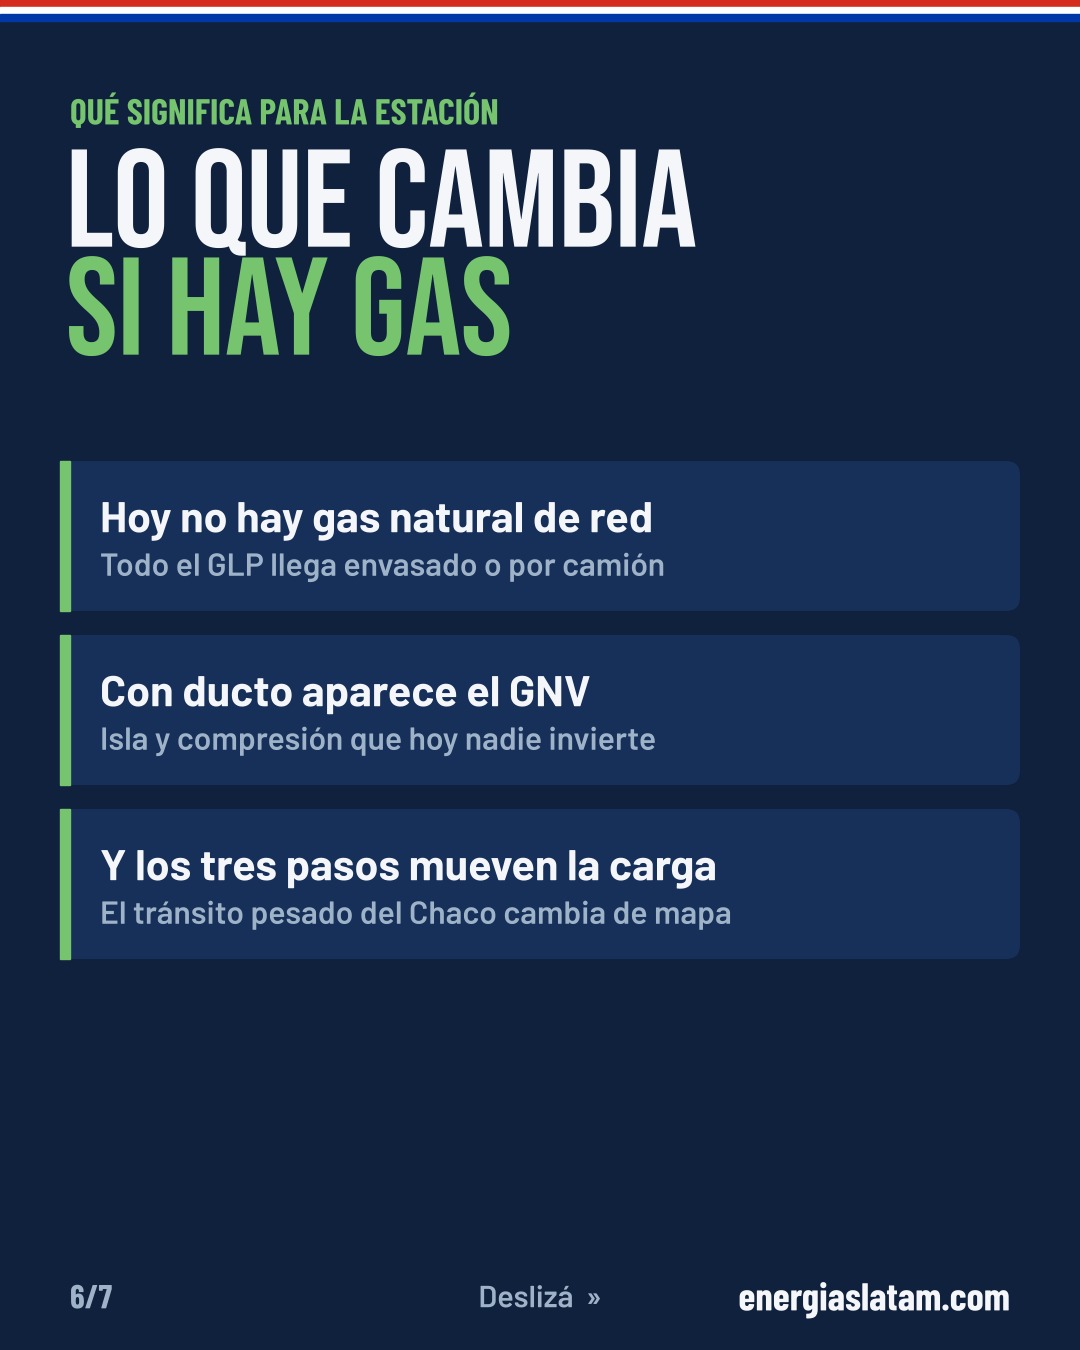 QUÉ SIGNIFICA PARA LA ESTACIÓN
LO QUE CAMBIA
SI HAY GAS
Hoy no hay gas natural de red
Todo el GLP llega envasado o por camión
Con ducto aparece el GNV
Isla y compresión que hoy nadie invierte
Y los tres pasos mueven la carga
El tránsito pesado del Chaco cambia de mapa
6/7
Deslizá »
energiaslatam.com